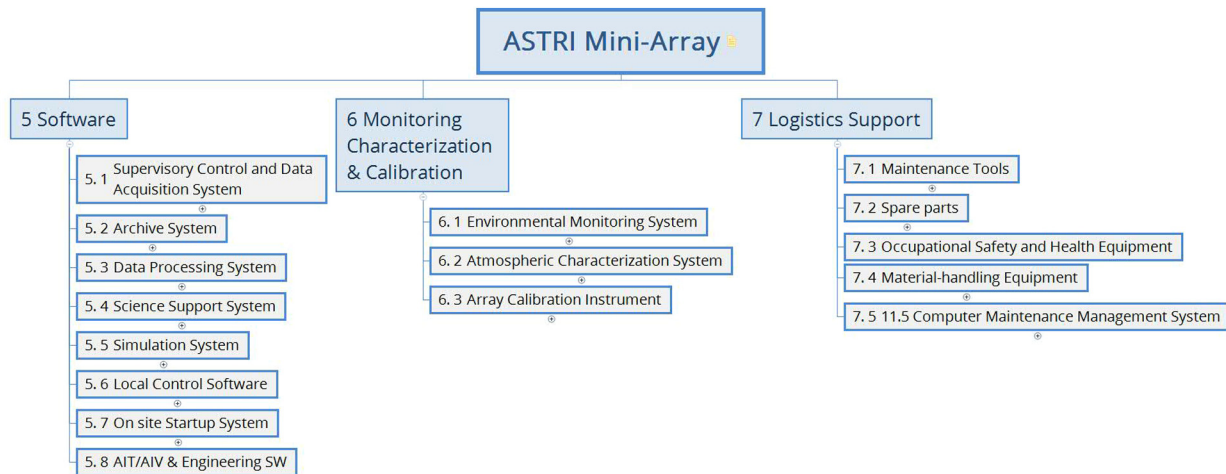 ASTRI Mini-Array
5 Software
5. 1 Supervisory Control and Data
Acquisition System
5. 2 Archive System
5. 3 Data Processing System
5. 4 Science Support System
5. 5 Simulation System
5. 6 Local Control Software
5. 7 On site Startup System
5. 8 AIT/AIV & Engineering SW
6 Monitoring
Characterization
& Calibration
6. 1 Environmental Monitoring System
6. 2 Atmospheric Characterization System
6. 3 Array Calibration Instrument
7 Logistics Support
7. 1 Maintenance Tools
7. 2 Spare parts
7. 3 Occupational Safety and Health Equipment
7. 4 Material-handling Equipment
7. 5 11.5 Computer Maintenance Management System